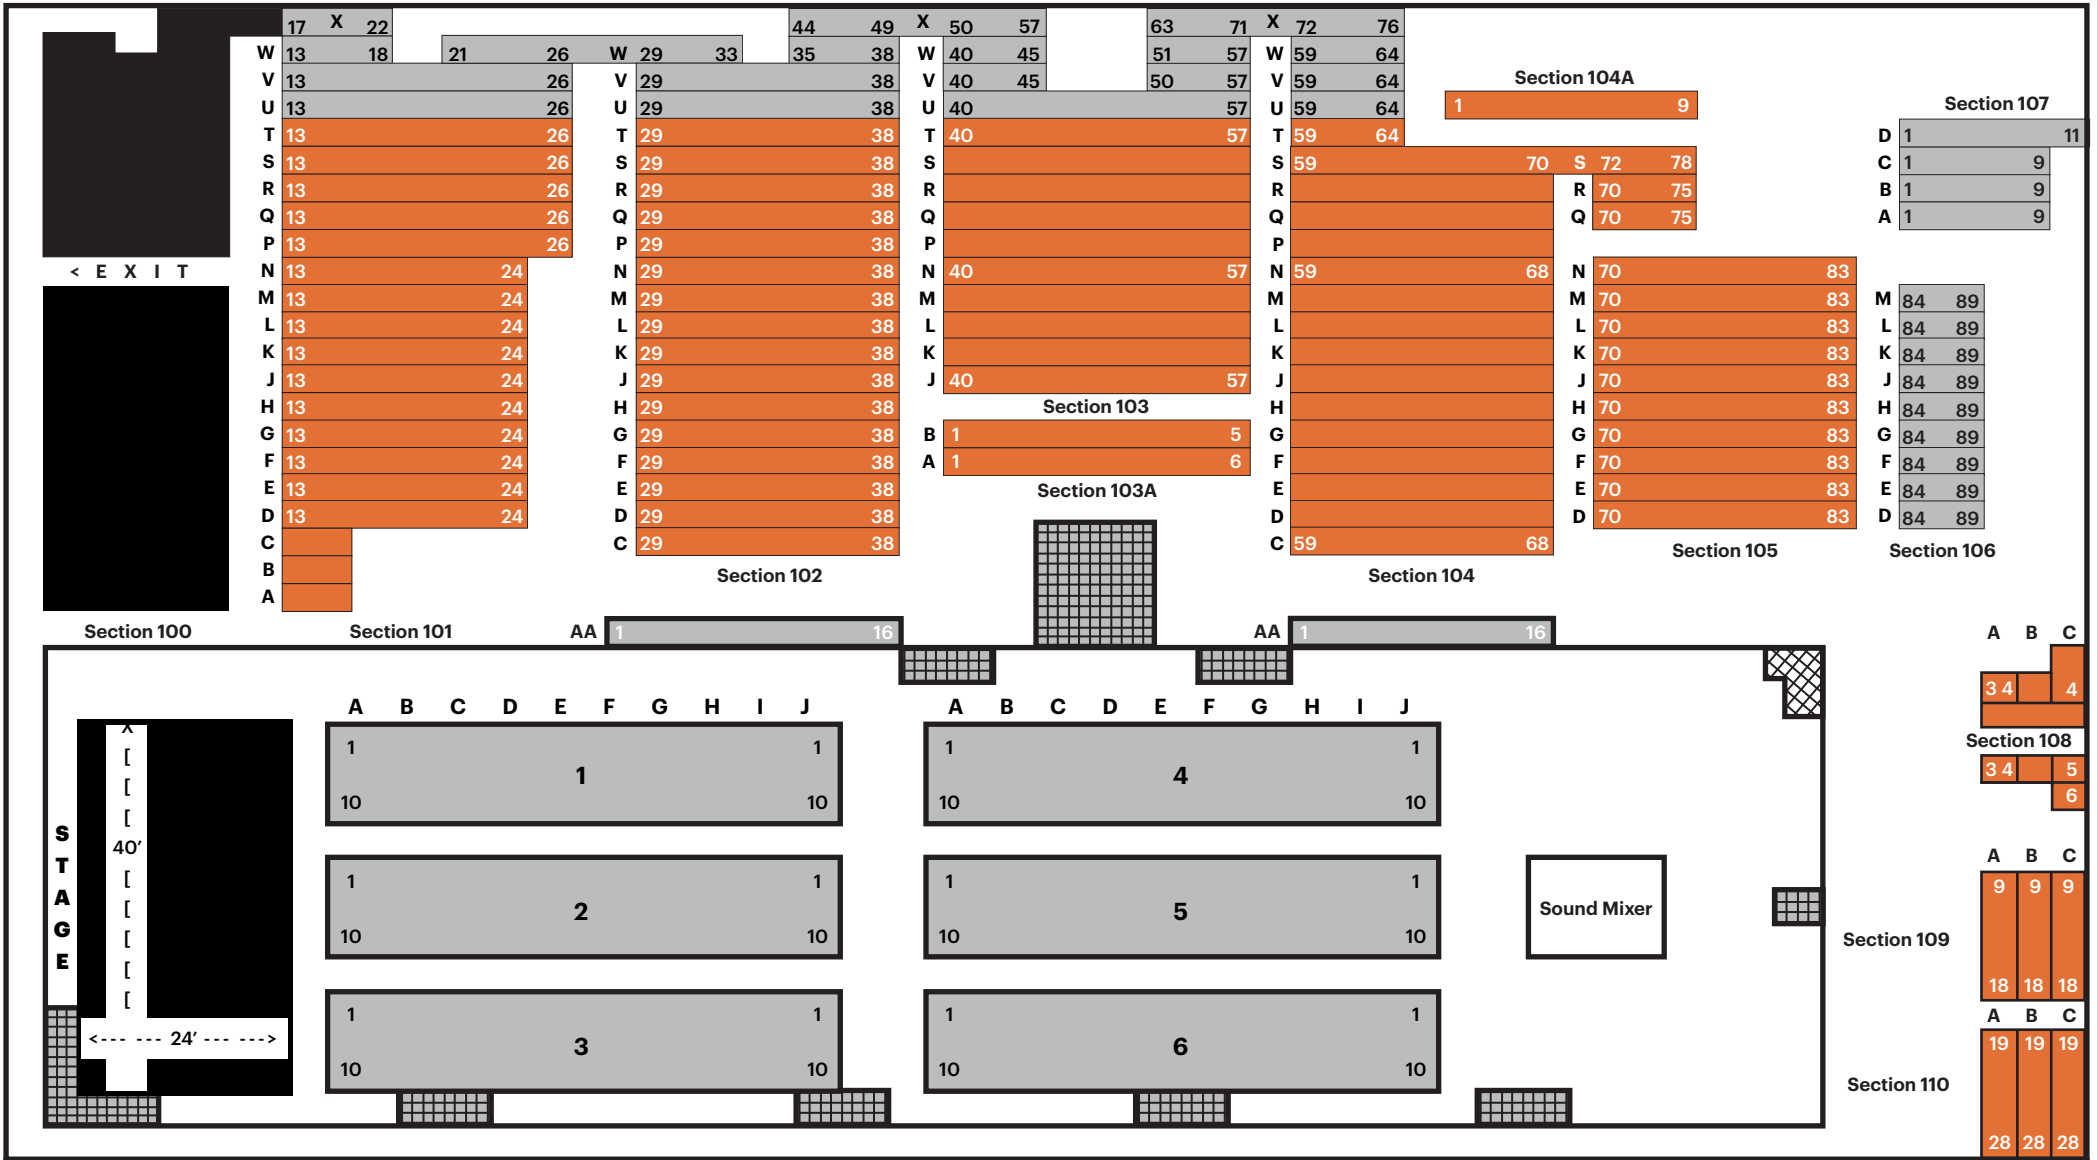 17 X 22 44 49 X 50 57 63 71 X 72 76
W 13 18 21 26 W 29 33 35 38 W 40 45 51 57 W 59 64
V 13 26 V 29 38 V 40 45 50 57 V 59 64
Section 104A
U 13 26 U 29 38 U 40 57 U 59 64 1 9 Section 107
T 13 26 T 29 38 T 40 57 T 59 64 D 1 11
S 13 26 S 29 38 S S 59 70 S 72 78 C 1 9
R 13 26 R 29 38 R R R 70 75 B 1 9
Q 13 26 Q 29 38 Q Q Q 70 75 A 1 9
P 13 26 P 29 38 P P
< E X I T N 13 24 N 29 38 N 40 57 N 59 68 N 70 83
M 13 24 M 29 38 M M M 70 83 M 84 89
L 13 24 L 29 38 L L L 70 83 L 84 89
K 13 24 K 29 38 K K K 70 83 K 84 89
J 13 24 J 29 38 J 40 57 J J 70 83 J 84 89
H 13 24 H 29 38 Section 103 H H 70 83 H 84 89
G 13 24 G 29 38 B 1 5 G G 70 83 G 84 89
F 13 24 F 29 38 A 1 6 F F 70 83 F 84 89
E 13 24 E 29 38 Section 103A E E 70 83 E 84 89
D 13 24 D 29 38 D D 70 83 D 84 89
C C 29 38 C 59 68 Section 105 Section 106
B Section 102 Section 104
A
Section 100 Section 101 AA 1 16 AA 1 16 A B C
3 4 4
A B C D E F G H I J A B C D E F G H I J
Section 108
1 1 1 1
3 4 5
1 4
6
10 10 10 10
X
[
[
[
40’
[
[
[
[
[
STAGE
<--- --- 24’ --- --->
1 1 1 1
2 5 Sound Mixer
10 10 10 10
A B C
9 9 9
Section 109
18 18 18
1 1 1 1
3 6
10 10 10 10
A B C
19 19 19
Section 110
28 28 28